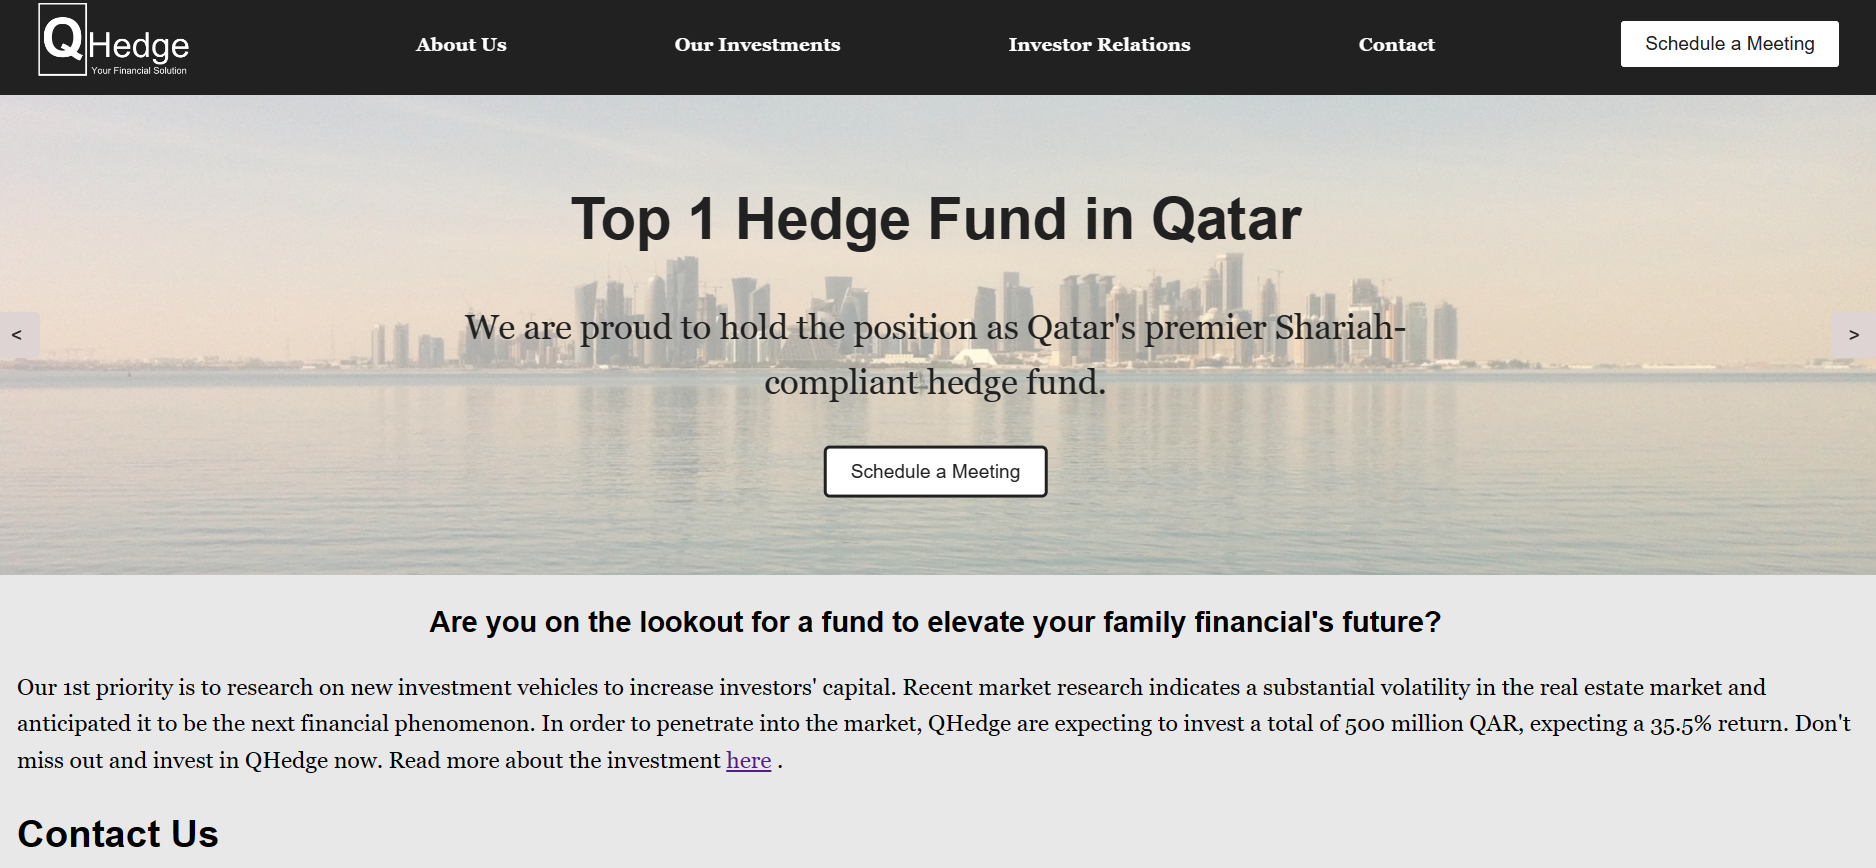 Q Hedge
Your Financial Solution
About Us
Our Investments
Investor Relations
Contact
Schedule a Meeting
Top 1 Hedge Fund in Qatar
We are proud to hold the position as Qatar's premier Shariah-
compliant hedge fund.
<
>
Schedule a Meeting
Are you on the lookout for a fund to elevate your family financial's future?
Our 1st priority is to research on new investment vehicles to increase investors' capital. Recent market research indicates a substantial volatility in the real estate market and
anticipated it to be the next financial phenomenon. In order to penetrate into the market, QHedge are expecting to invest a total of 500 million QAR, expecting a 35.5% return. Don't
miss out and invest in QHedge now. Read more about the investment here .
Contact Us